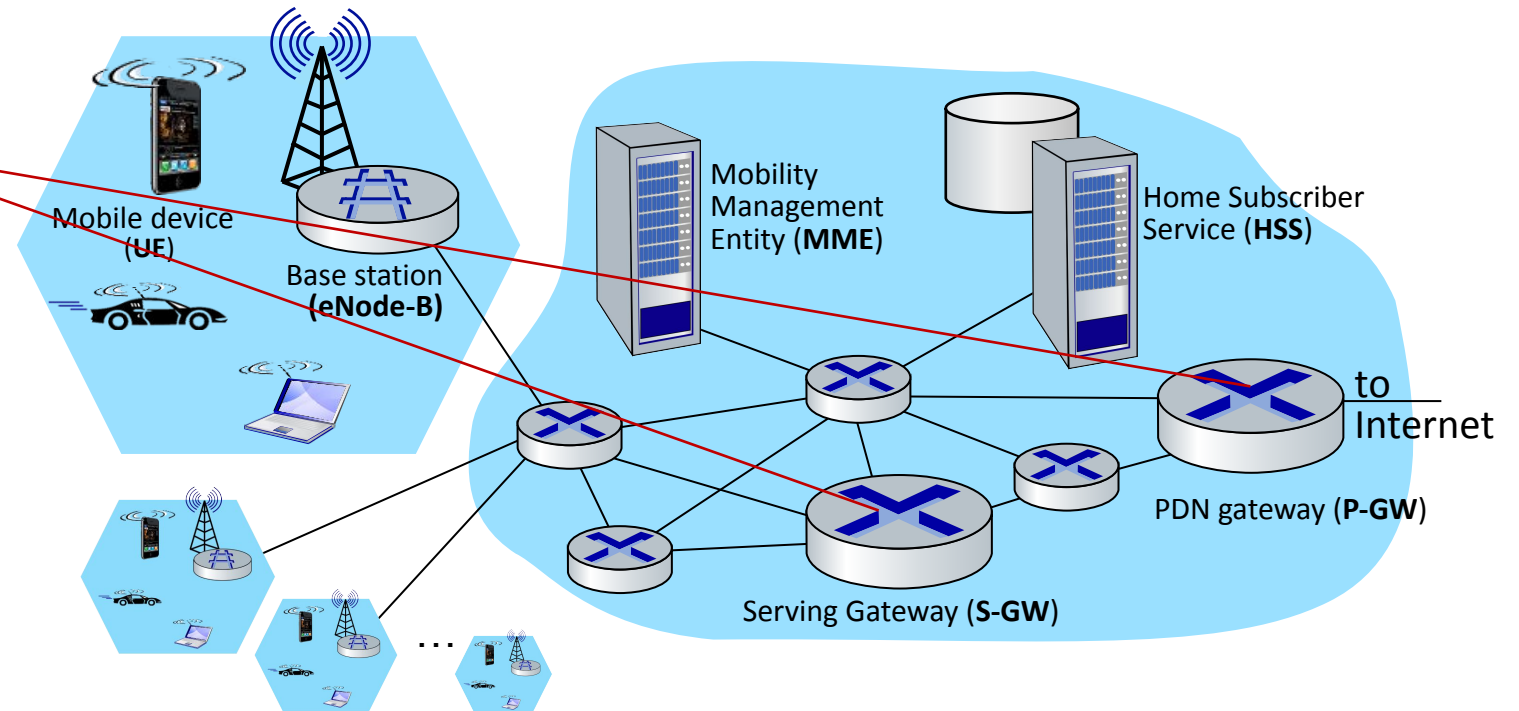 Mobile device
(UE)
Base station
(eNode-B)
Mobility
Management
Entity (MME)
Home Subscriber
Service (HSS)
to
Internet
PDN gateway (P-GW)
Serving Gateway (S-GW)
...